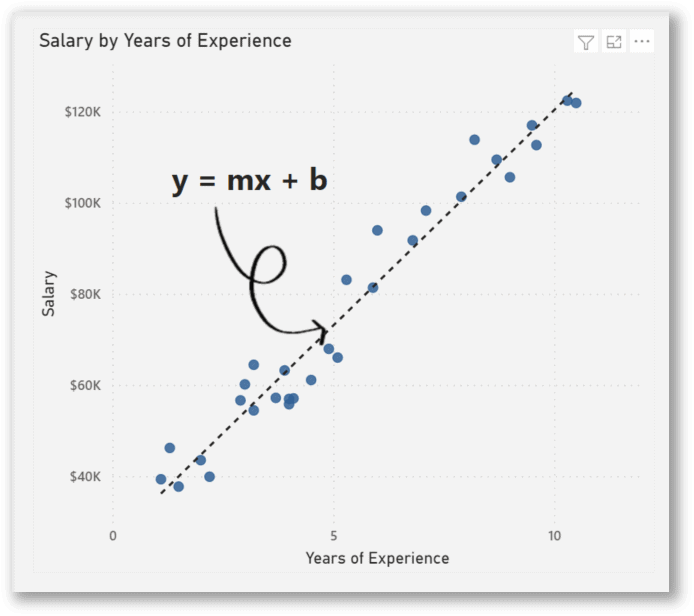 Salary by Years of Experience
$120K
y = mx + b
$100K
Salary
$80K
$60K
$40K
0 5 10
Years of Experience